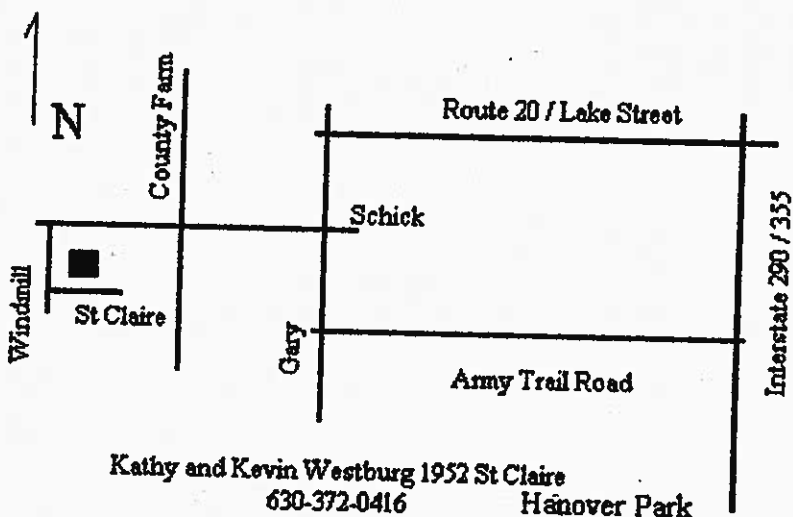 N
County Farm
Route 20 / Lake Street
Schick
Windmill
St Claire
Gary
Army Trail Road
Interstate 290 / 355
Kathy and Kevin Westburg 1952 St Claire
630-372-0416 Hanover Park